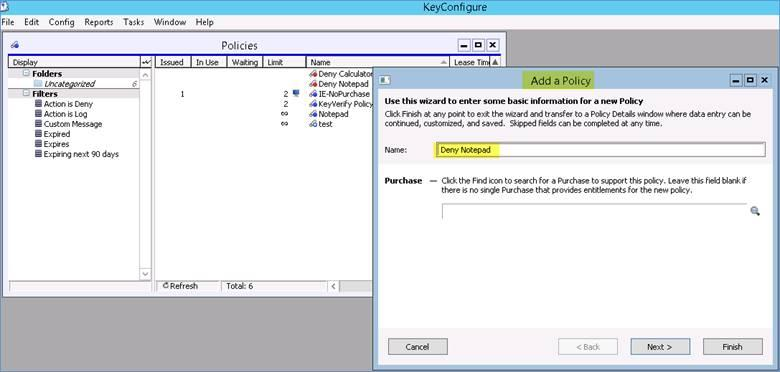 KeyConfigure
File Edit Config Reports Tasks Window Help
Policies
Display Issued In Use Waiting Limit Name Lease Time
Folders
Uncategorized 6
Filters
Action is Deny
Action is Log
Custom Message
Expired
Expires
Expiring next 90 days
Deny Calculator
Deny Notepad
1 2 IE-NoPurchase
2 KeyVerify Policy
∞ Notepad
∞ test
Refresh Total: 6
Add a Policy
Use this wizard to enter some basic information for a new Policy
Click Finish at any point to exit the wizard and transfer to a Policy Details window where data entry can be
continued, customized, and saved. Skipped fields can be completed at any time.
Name: Deny Notepad
Purchase — Click the Find icon to search for a Purchase to support this policy. Leave this field blank if
there is no single Purchase that provides entitlements for the new policy.
Cancel < Back Next > Finish